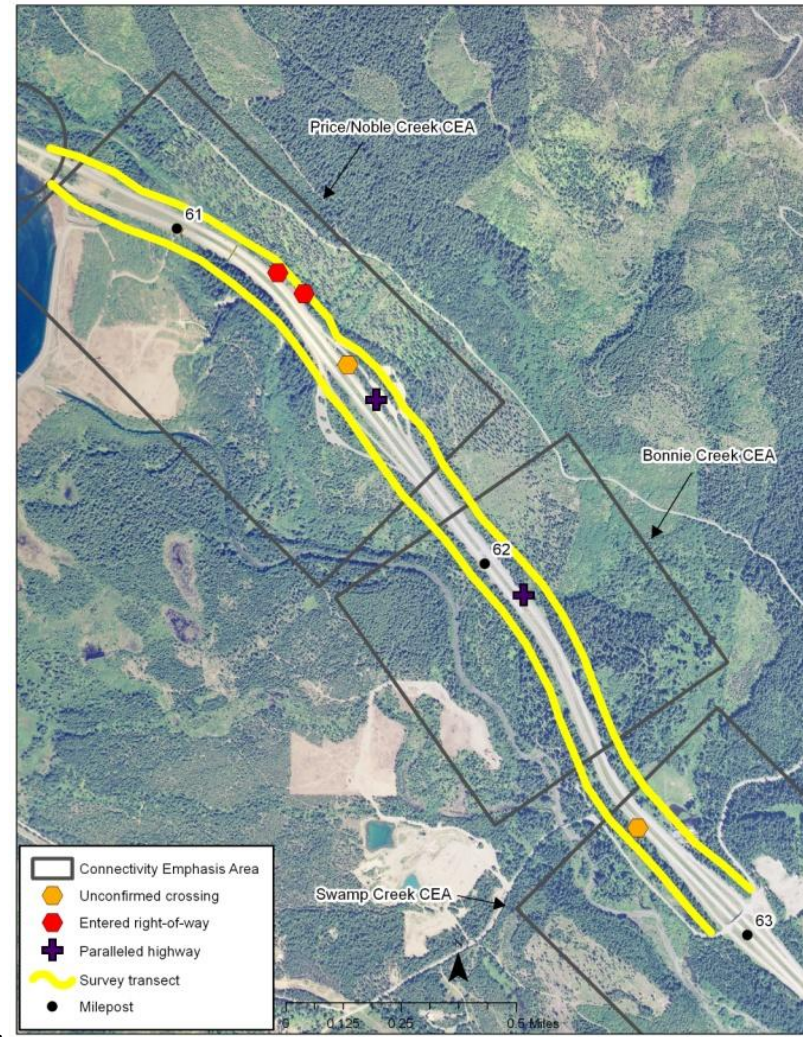 Price/Noble Creek CEA
61
Bonnie Creek CEA
62
Swamp Creek CEA
63
Connectivity Emphasis Area
Unconfirmed crossing
Entered right-of-way
Paralleled highway
Survey transect
Milepost
N
0 0.125 0.25 0.5 Miles